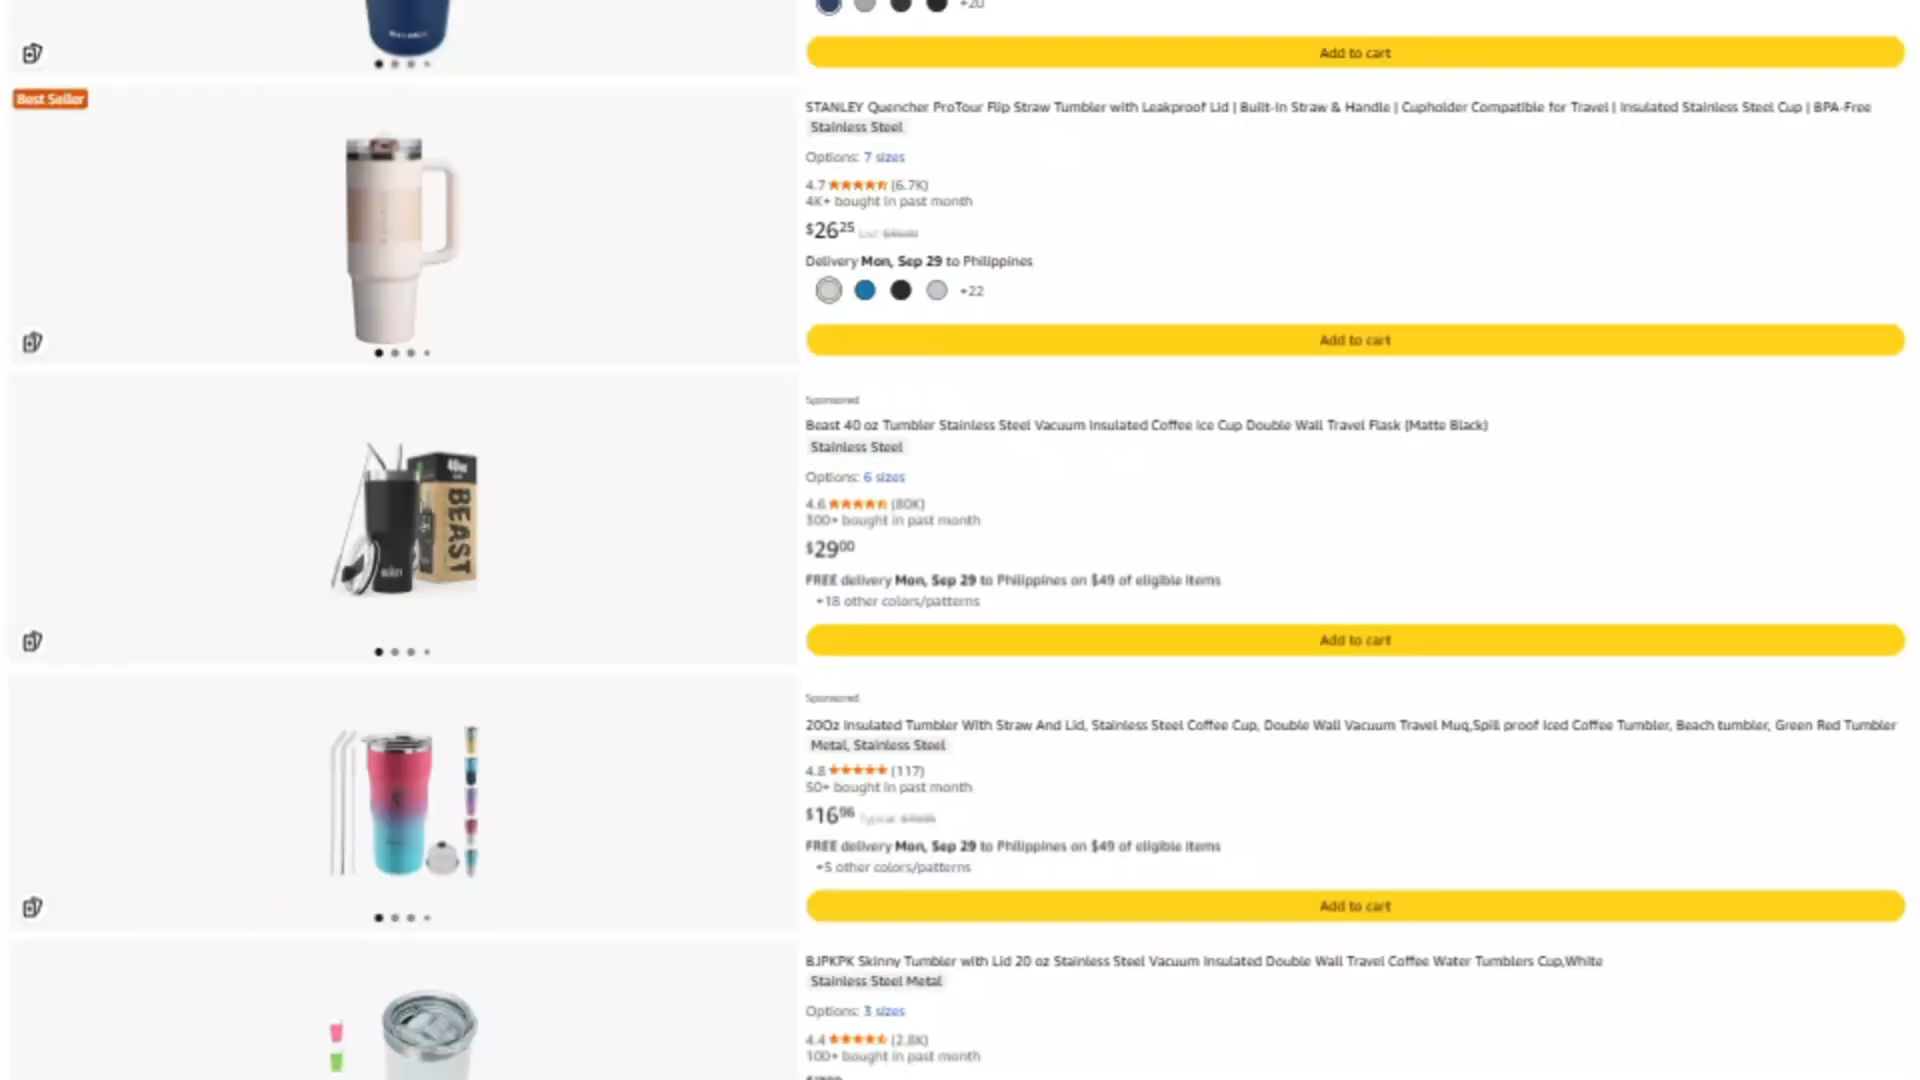 +20
Add to cart
Best Seller
STANLEY Quencher ProTour Flip Straw Tumbler with Leakproof Lid | Built-In Straw & Handle | Cupholder Compatible for Travel | Insulated Stainless Steel Cup | BPA-Free
Stainless Steel
Options: 7 sizes
4.7 (6.7K)
4K+ bought in past month
$26.25 List:
Delivery Mon, Sep 29 to Philippines
+22
Add to cart
Sponsored
Beast 40 oz Tumbler Stainless Steel Vacuum Insulated Coffee Ice Cup Double Wall Travel Flask (Matte Black)
Stainless Steel
Options: 6 sizes
40oz
BEAST
4.6 (80K)
300+ bought in past month
$29.00
FREE delivery Mon, Sep 29 to Philippines on $49 of eligible items
+18 other colors/patterns
Add to cart
Sponsored
20Oz Insulated Tumbler With Straw And Lid, Stainless Steel Coffee Cup, Double Wall Vacuum Travel Mug,Spill proof Iced Coffee Tumbler, Beach tumbler, Green Red Tumbler
Metal, Stainless Steel
4.8 (117)
50+ bought in past month
$16.96 Typical:
FREE delivery Mon, Sep 29 to Philippines on $49 of eligible items
+5 other colors/patterns
Add to cart
BJPKPK Skinny Tumbler with Lid 20 oz Stainless Steel Vacuum Insulated Double Wall Travel Coffee Water Tumblers Cup,White
Stainless Steel Metal
Options: 3 sizes
4.4 (2.8K)
100+ bought in past month